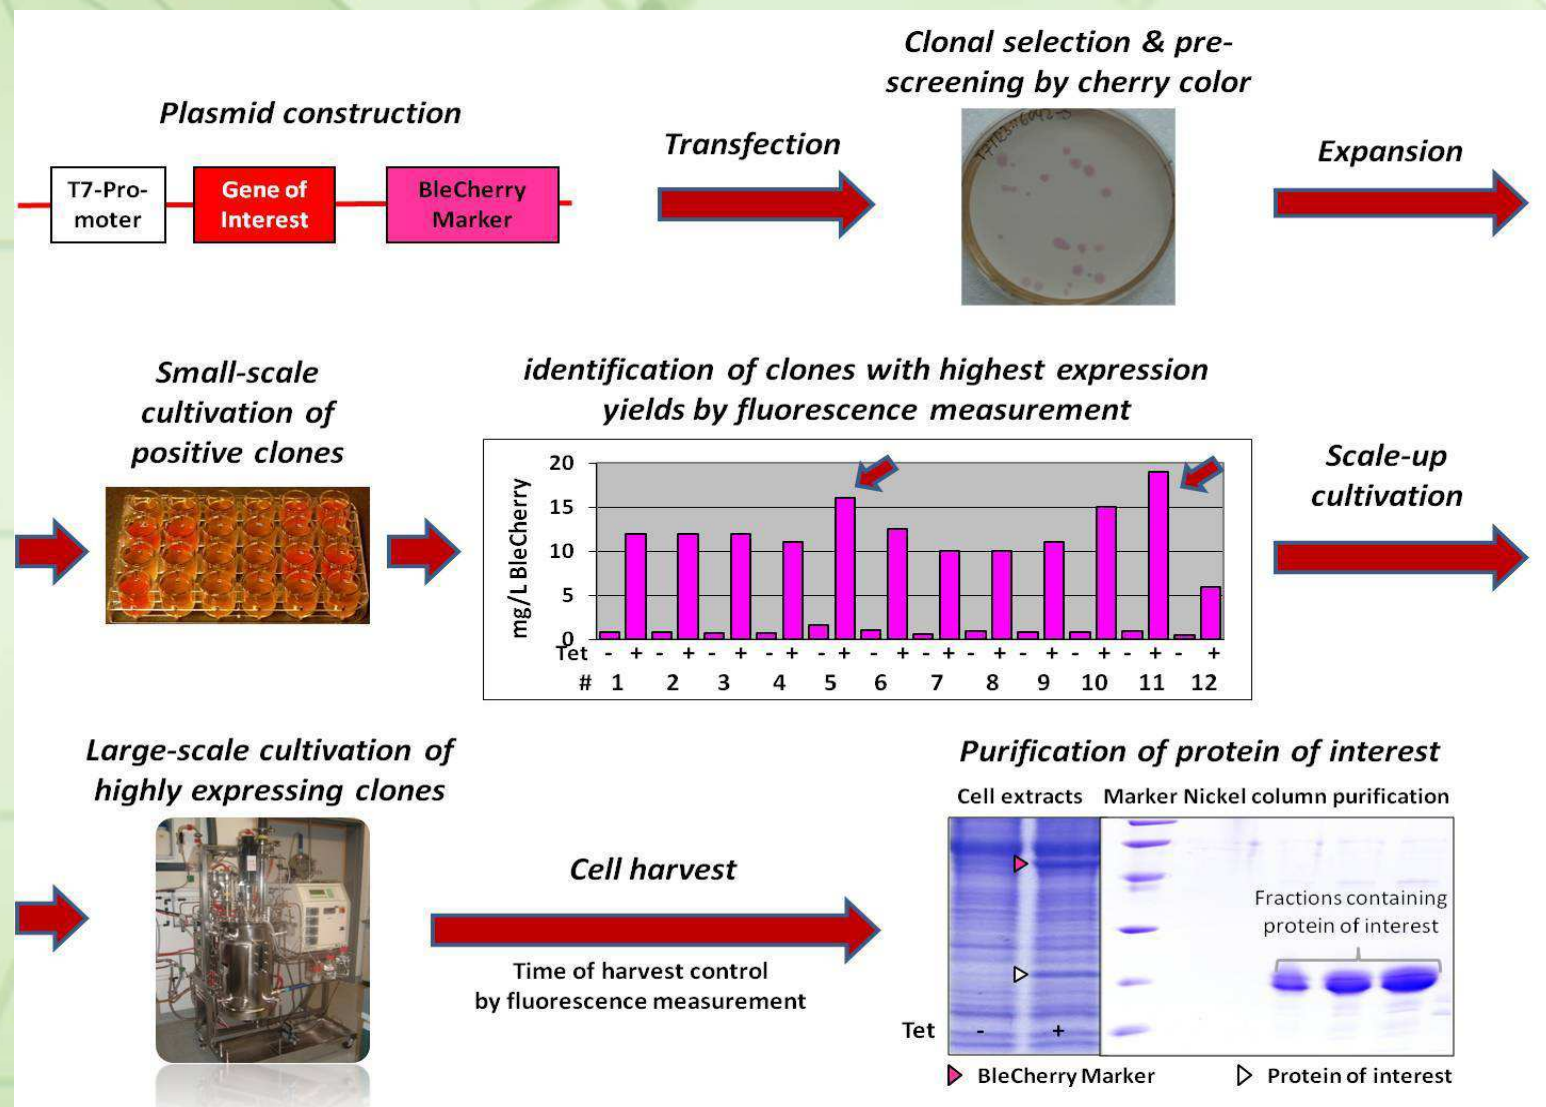 Plasmid construction
T7-Pro-
moter
Gene of
Interest
BleCherry
Marker
Transfection
Clonal selection & pre-
screening by cherry color
Expansion
Small-scale
cultivation of
positive clones
identification of clones with highest expression
yields by fluorescence measurement
mg/L BleCherry
20
15
10
5
0
Tet - + - + - + - + - + - + - + - + - + - + - + - +
# 1 2 3 4 5 6 7 8 9 10 11 12
Scale-up
cultivation
Large-scale cultivation of
highly expressing clones
Cell harvest
Time of harvest control
by fluorescence measurement
Purification of protein of interest
Cell extracts Marker Nickel column purification
Fractions containing
protein of interest
Tet - +
BleCherry Marker Protein of interest